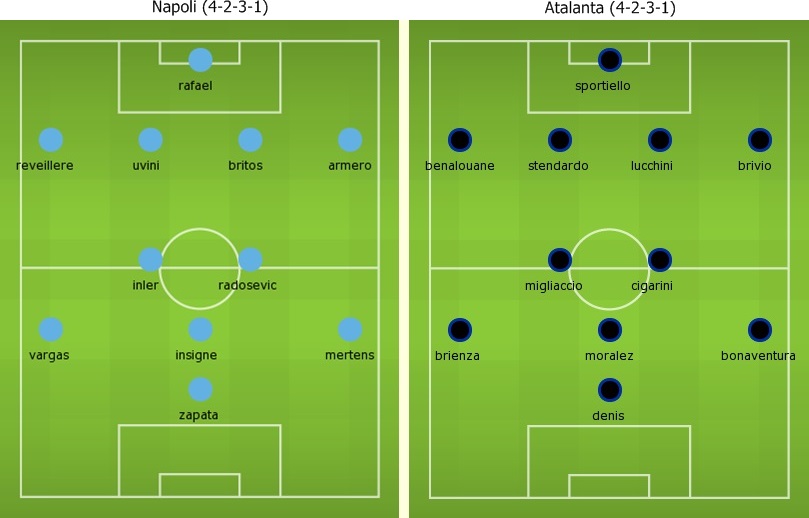 Napoli (4-2-3-1)
rafael
reveillere uvini britos armero
inler radosevic
vargas insigne mertens
zapata
Atalanta (4-2-3-1)
sportiello
benalouane stendardo lucchini brivio
migliaccio cigarini
brienza moralez bonaventura
denis